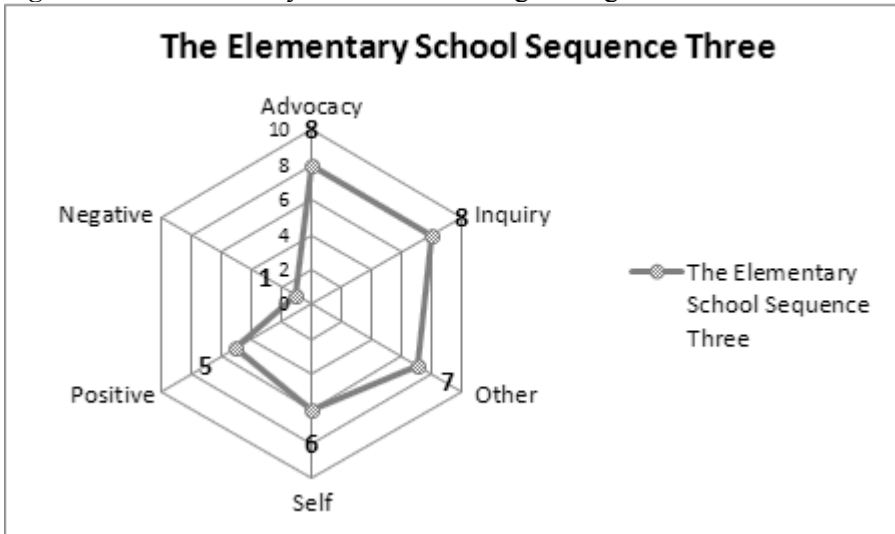 The Elementary School Sequence Three
Advocacy
10
8
8
6
4
2
0
Negative
Inquiry
8
1
The Elementary
School Sequence
Three
5
7
Positive
Other
6
Self